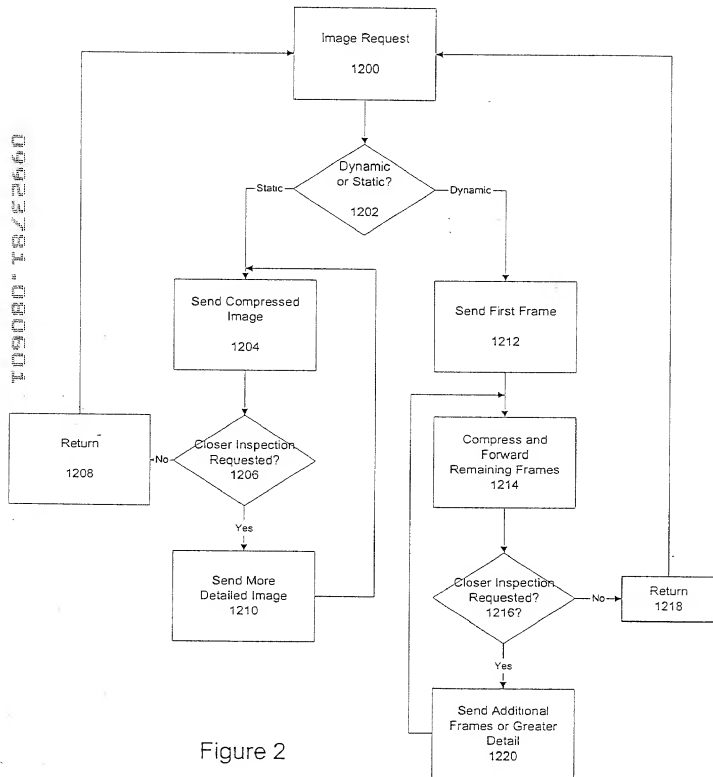 Image Request
1200
Dynamic
or Static?
1202
Static
Dynamic
Send Compressed
Image
1204
Send First Frame
1212
Closer Inspection
Requested?
1206
No
Return
1208
Yes
Send More
Detailed Image
1210
Compress and
Forward
Remaining Frames
1214
Closer Inspection
Requested?
1216?
No
Return
1218
Yes
Send Additional
Frames or Greater
Detail
1220
Figure 2